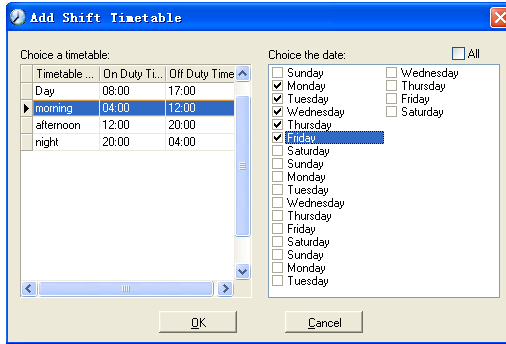 Add Shift Timetable
Choice a timetable:
Timetable ... On Duty Ti... Off Duty Time
Day 08:00 17:00
morning 04:00 12:00
afternoon 12:00 20:00
night 20:00 04:00
Choice the date:
All
Sunday
Monday
Tuesday
Wednesday
Thursday
Friday
Saturday
Sunday
Monday
Tuesday
Wednesday
Thursday
Friday
Saturday
Sunday
Monday
Tuesday
Wednesday
Thursday
Friday
Saturday
OK
Cancel